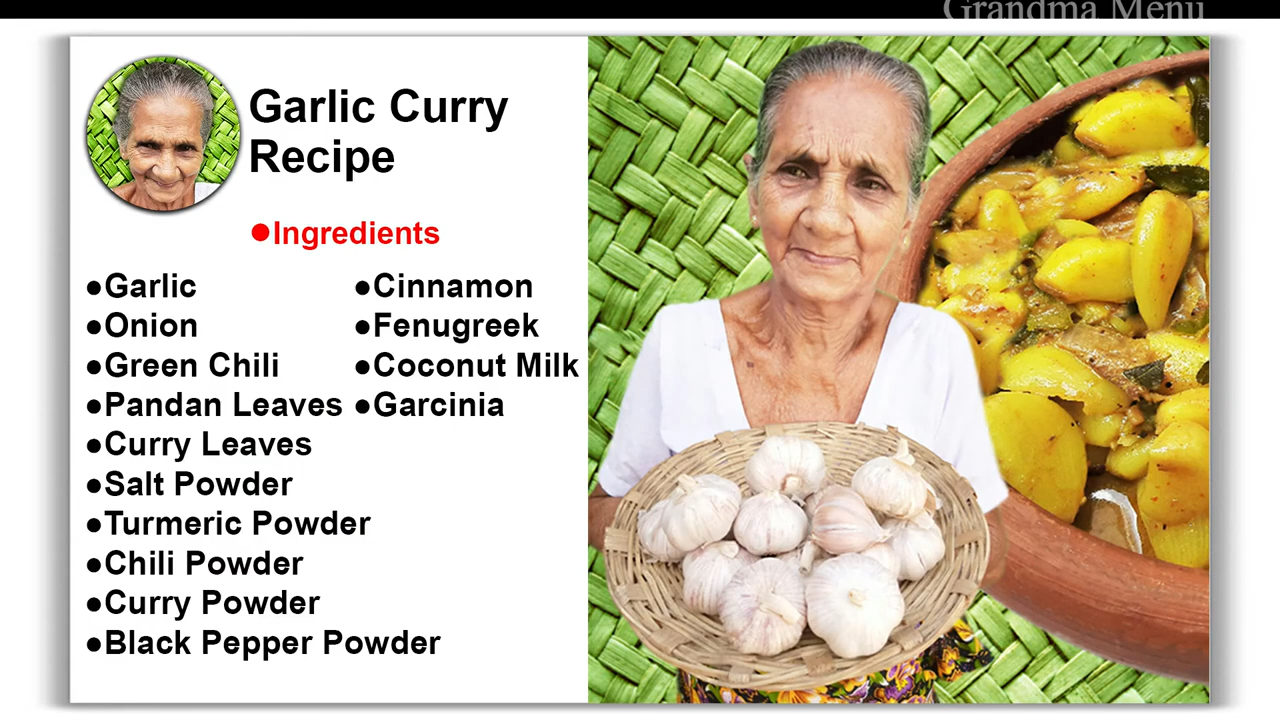 Grandma Menu
Garlic Curry
Recipe
●Ingredients
●Garlic
●Onion
●Green Chili
●Pandan Leaves
●Curry Leaves
●Salt Powder
●Turmeric Powder
●Chili Powder
●Curry Powder
●Black Pepper Powder
●Cinnamon
●Fenugreek
●Coconut Milk
●Garcinia